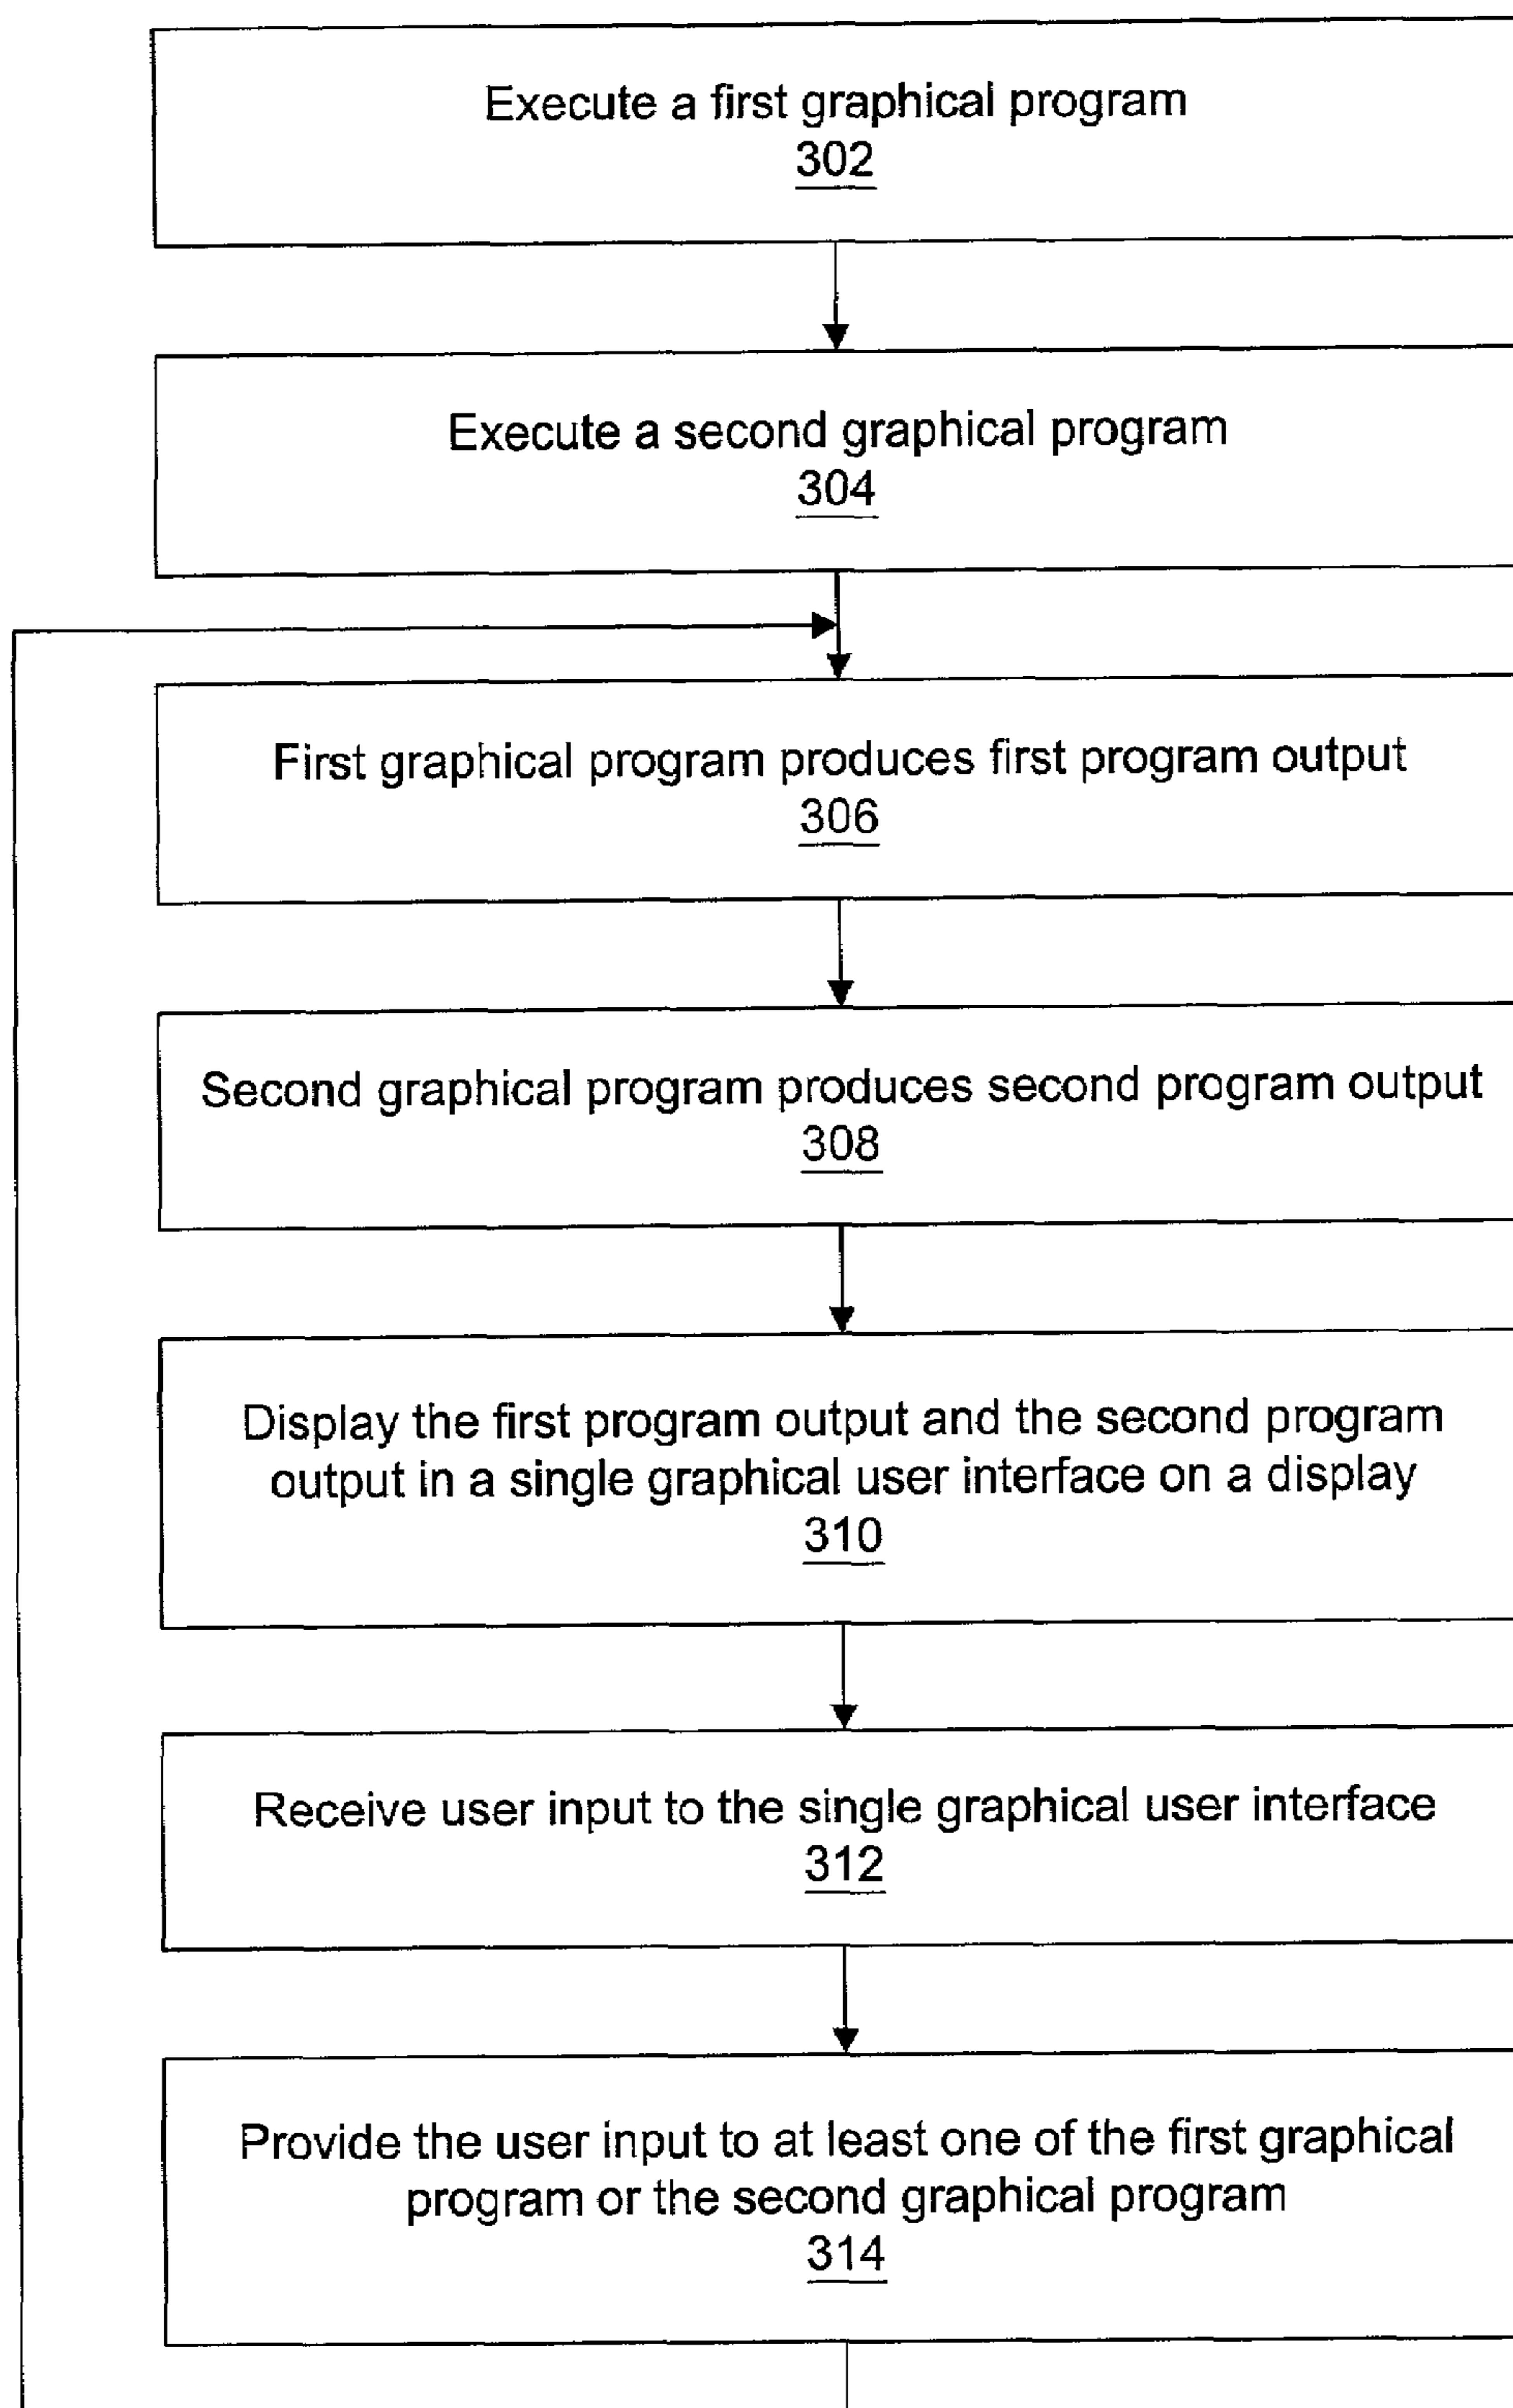 Execute a first graphical program
302
Execute a second graphical program
304
First graphical program produces first program output
306
Second graphical program produces second program output
308
Display the first program output and the second program
output in a single graphical user interface on a display
310
Receive user input to the single graphical user interface
312
Provide the user input to at least one of the first graphical
program or the second graphical program
314